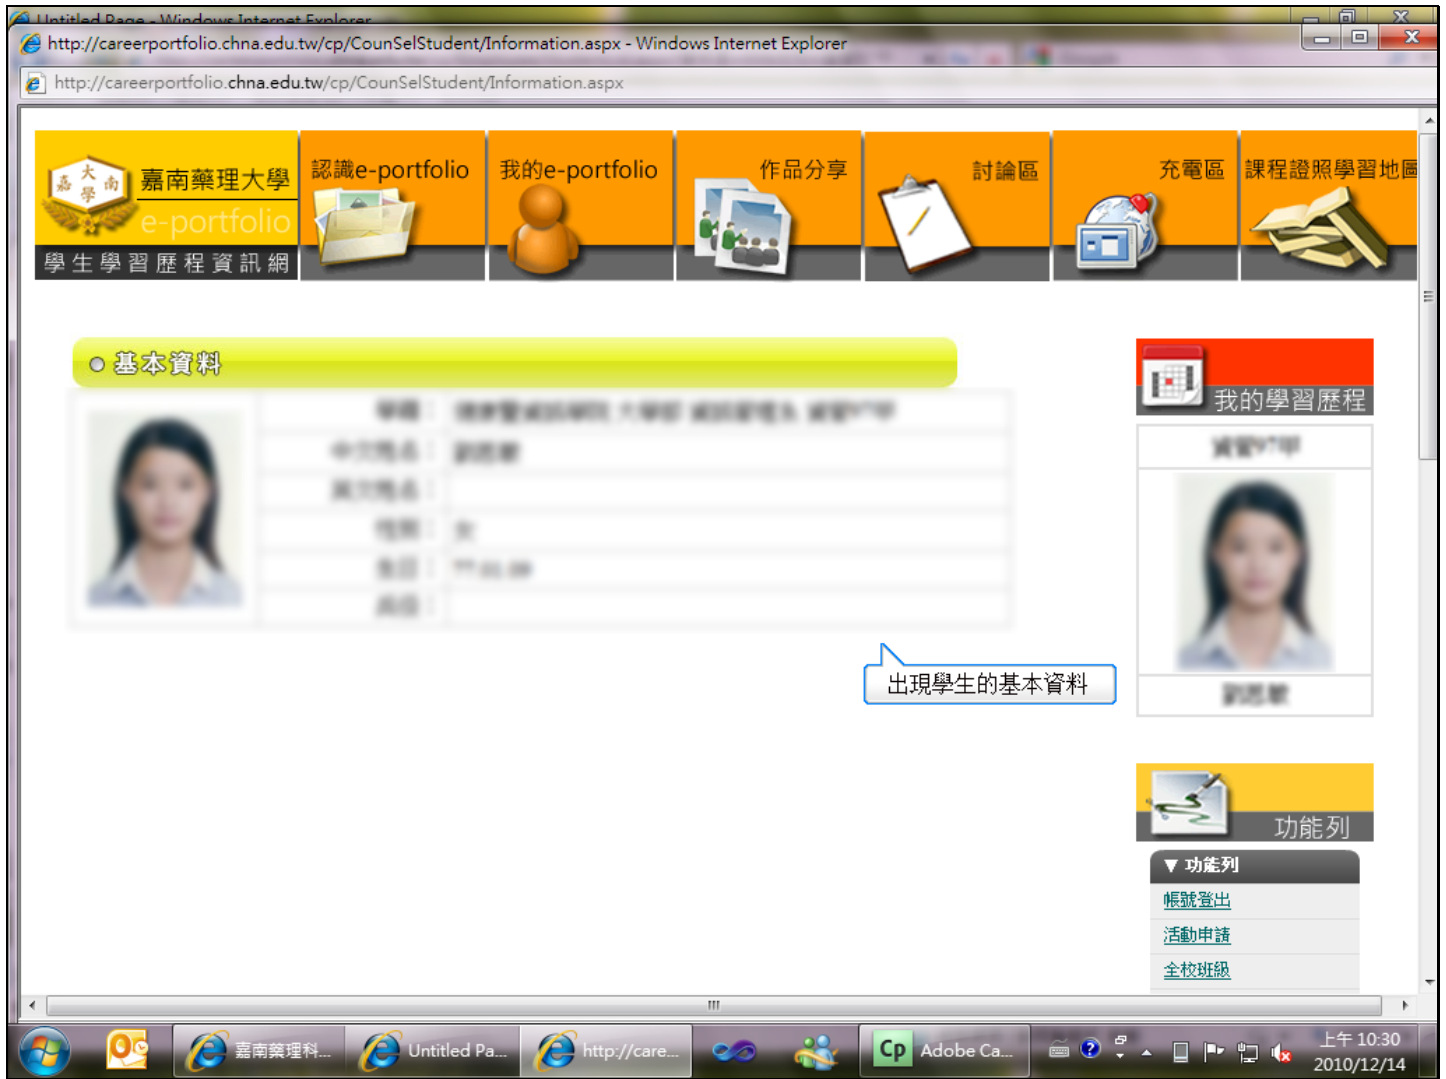 Untitled Page - Windows Internet Explorer
http://careerportfolio.chna.edu.tw/cp/CounSelStudent/Information.aspx - Windows Internet Explorer
http://careerportfolio.chna.edu.tw/cp/CounSelStudent/Information.aspx
大
嘉 南
學
嘉南藥理大學
e-portfolio
學生學習歷程資訊網
認識e-portfolio
我的e-portfolio
作品分享
討論區
充電區
課程證照學習地圖
基本資料
我的學習歷程
出現學生的基本資料
功能列
▼ 功能列
帳號登出
活動申請
全校班級
嘉南藥理科...
Untitled Pa...
http://care...
Cp Adobe Ca...
上午 10:30
2010/12/14